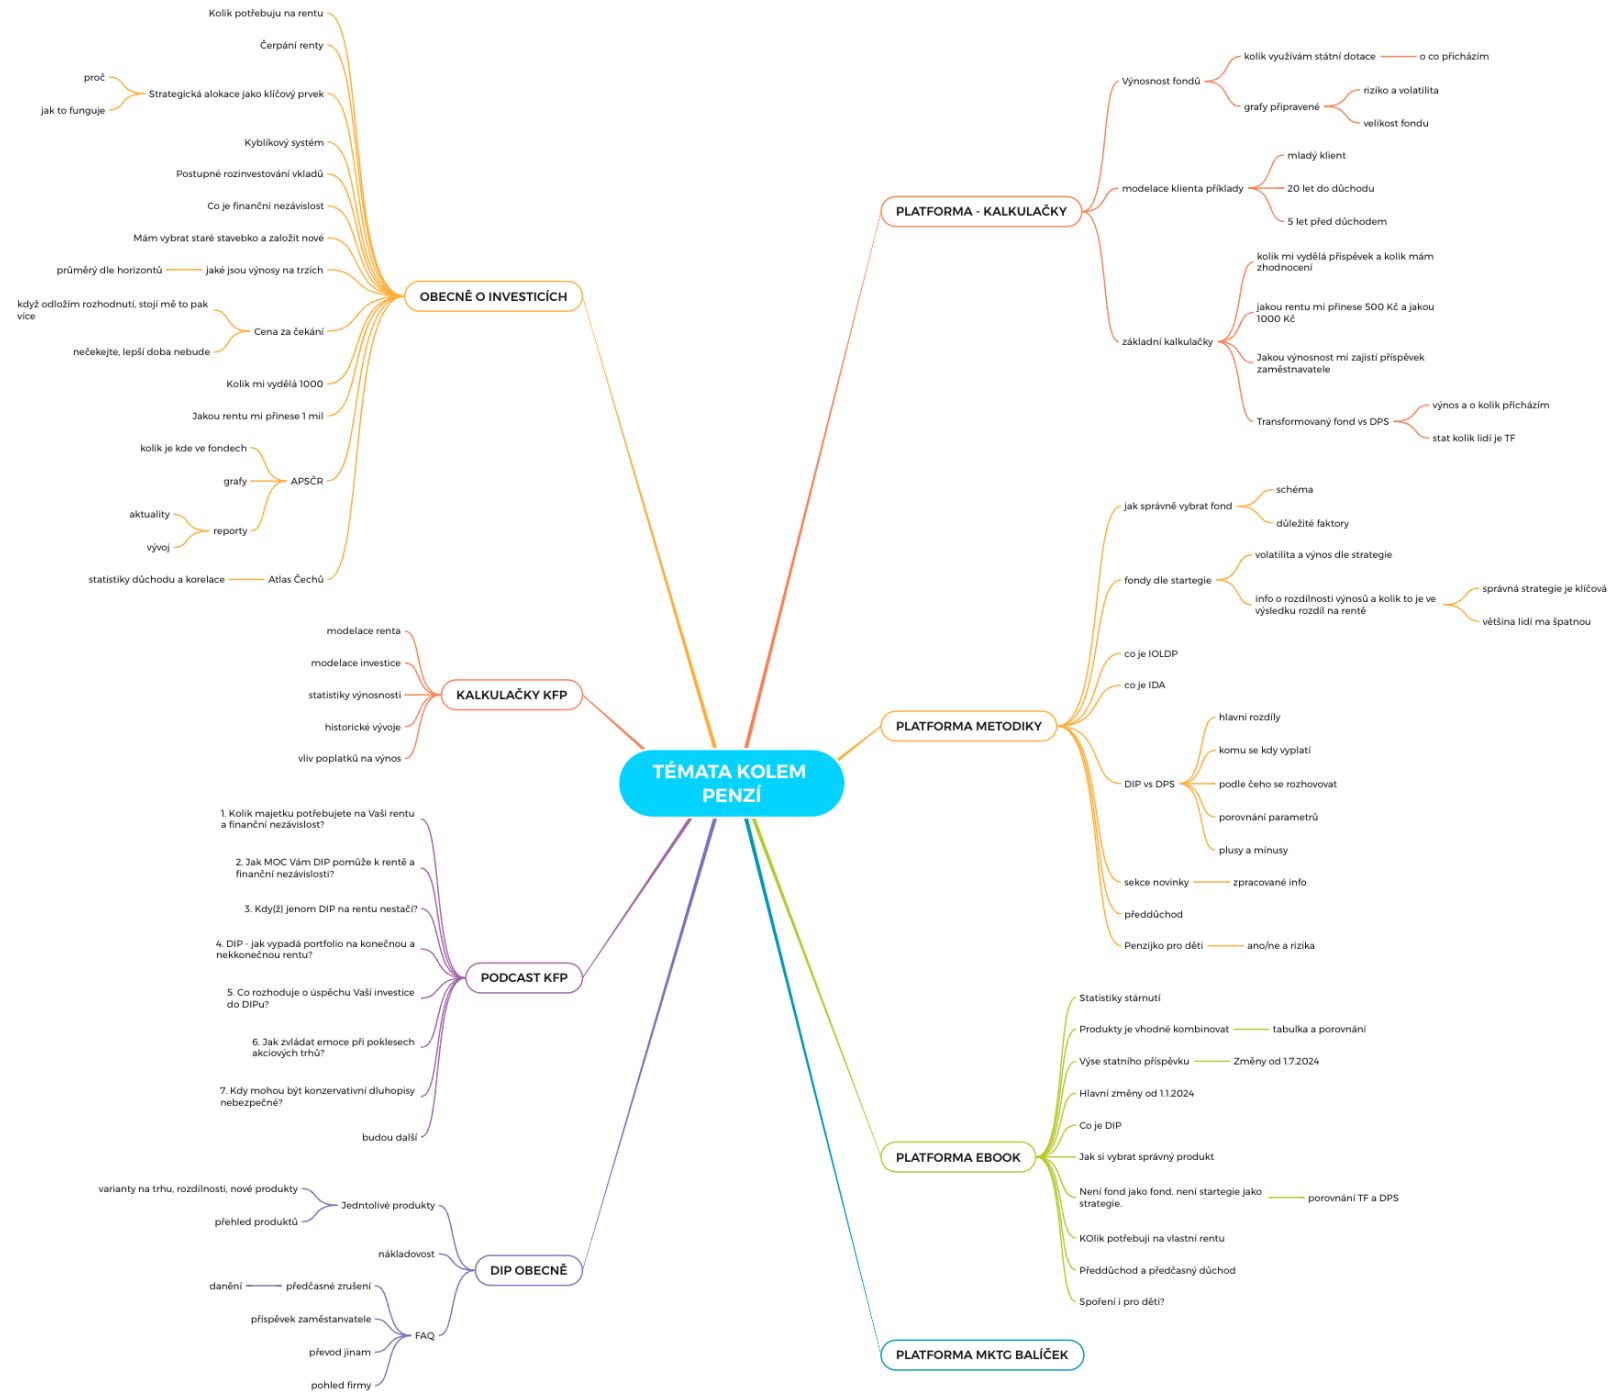 TÉMATA KOLEM
PENZÍ
OBECNĚ O INVESTICÍCH
Kolik potřebuju na rentu
Čerpání renty
Strategická alokace jako klíčový prvek
proč
jak to funguje
Kyblíkový systém
Postupné rozinvestování vkladů
Co je finanční nezávislost
Mám vybrat staré stavebko a založit nové
jaké jsou výnosy na trzích
průměrý dle horizontů
Cena za čekání
když odložím rozhodnutí, stojí mě to pak
více
nečekejte, lepší doba nebude
Kolik mi vydělá 1000
Jakou rentu mi přinese 1 mil
APSČR
kolik je kde ve fondech
grafy
reporty
aktuality
vývoj
Atlas Čechů
statistiky důchodu a korelace
KALKULAČKY KFP
modelace renta
modelace investice
statistiky výnosnosti
historické vývoje
vliv poplatků na výnos
PODCAST KFP
1. Kolik majetku potřebujete na Vaši rentu
a finanční nezávislost?
2. Jak MOC Vám DIP pomůže k rentě a
finanční nezávislosti?
3. Kdy(ž) jenom DIP na rentu nestačí?
4. DIP - jak vypadá portfolio na konečnou a
nekkonečnou rentu?
5. Co rozhoduje o úspěchu Vaší investice
do DIPu?
6. Jak zvládat emoce při poklesech
akciových trhů?
7. Kdy mohou být konzervativní dluhopisy
nebezpečné?
budou další
DIP OBECNĚ
Jedntolivé produkty
varianty na trhu, rozdílnosti, nové produkty
přehled produktů
nákladovost
FAQ
předčasné zrušení
danění
příspěvek zaměstanvatele
převod jinam
pohled firmy
PLATFORMA - KALKULAČKY
Výnosnost fondů
kolik využívám státní dotace
o co přicházím
grafy připravené
riziko a volatilita
velikost fondu
modelace klienta příklady
mladý klient
20 let do důchodu
5 let před důchodem
základní kalkulačky
kolik mi vydělá příspěvek a kolik mám
zhodnocení
jakou rentu mi přinese 500 Kč a jakou
1000 Kč
Jakou výnosnost mi zajistí příspěvek
zaměstnavatele
Transformovaný fond vs DPS
výnos a o kolik přicházím
stat kolik lidí je TF
PLATFORMA METODIKY
jak správně vybrat fond
schéma
důležité faktory
fondy dle startegie
volatilita a výnos dle strategie
info o rozdílnosti výnosů a kolik to je ve
výsledku rozdíl na rentě
správná strategie je klíčová
většina lidí ma špatnou
co je IOLDP
co je IDA
DIP vs DPS
hlavní rozdíly
komu se kdy vyplatí
podle čeho se rozhovovat
porovnání parametrů
plusy a mínusy
sekce novinky
zpracované info
předdůchod
Penzijko pro děti
ano/ne a rizika
PLATFORMA EBOOK
Statistiky stárnutí
Produkty je vhodné kombinovat
tabulka a porovnání
Výse statního příspěvku
Změny od 1.7.2024
Hlavní změny od 1.1.2024
Co je DIP
Jak si vybrat správný produkt
Není fond jako fond. není startegie jako
strategie.
porovnání TF a DPS
KOlik potřebuji na vlastní rentu
Předdůchod a předčasný důchod
Spoření i pro děti?
PLATFORMA MKTG BALÍČEK